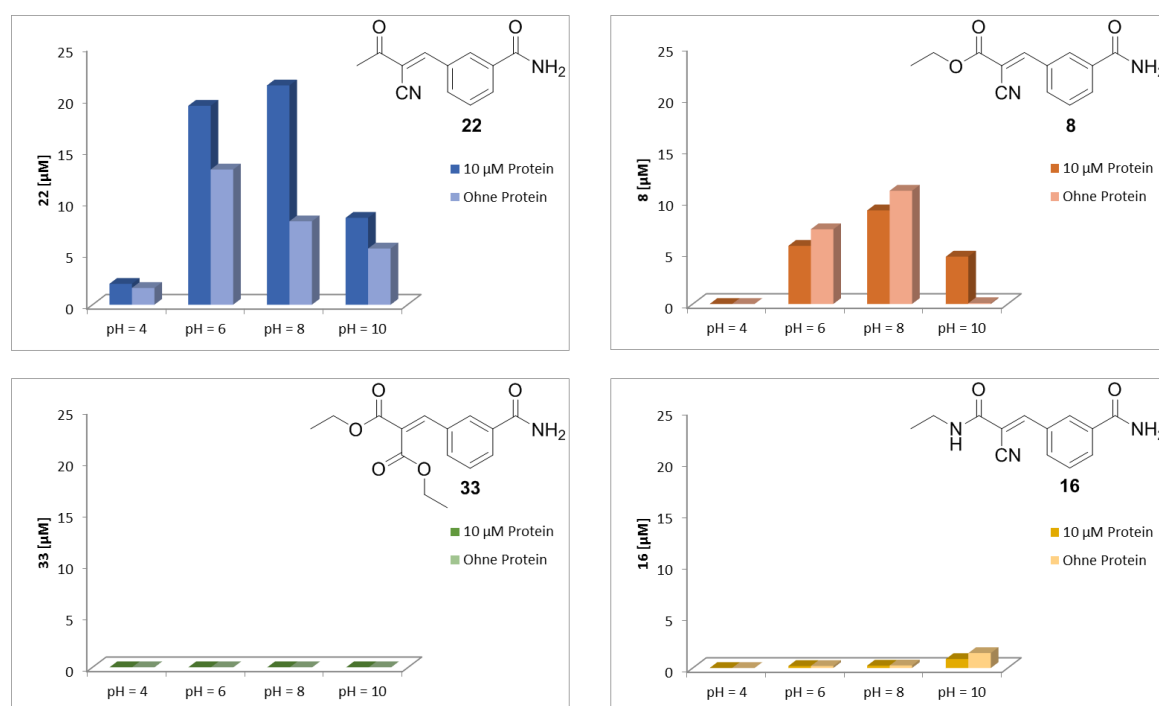 22 [µM]
25
20
15
10
5
0
pH = 4
pH = 6
pH = 8
pH = 10
O
O
NH2
CN
22
10 µM Protein
Ohne Protein
8 [µM]
25
20
15
10
5
0
pH = 4
pH = 6
pH = 8
pH = 10
O
O
O
NH2
CN
8
10 µM Protein
Ohne Protein
33 [µM]
25
20
15
10
5
0
pH = 4
pH = 6
pH = 8
pH = 10
O
O
O
NH2
O
O
33
10 µM Protein
Ohne Protein
16 [µM]
25
20
15
10
5
0
pH = 4
pH = 6
pH = 8
pH = 10
O
O
N
H
NH2
CN
16
10 µM Protein
Ohne Protein